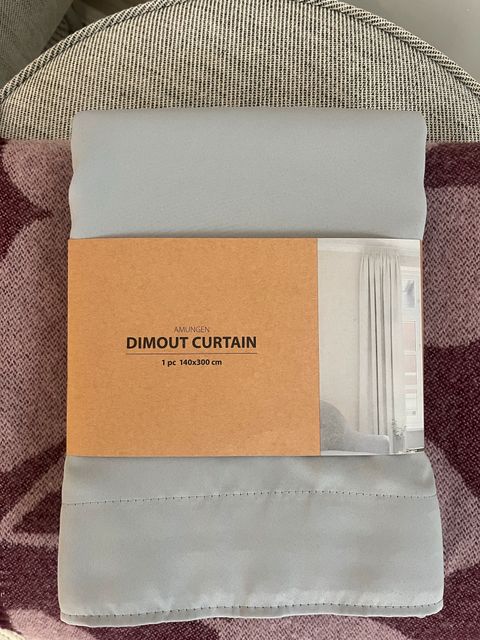 AMUNGEN
DIMOUT CURTAIN
1 pc 140x300 cm